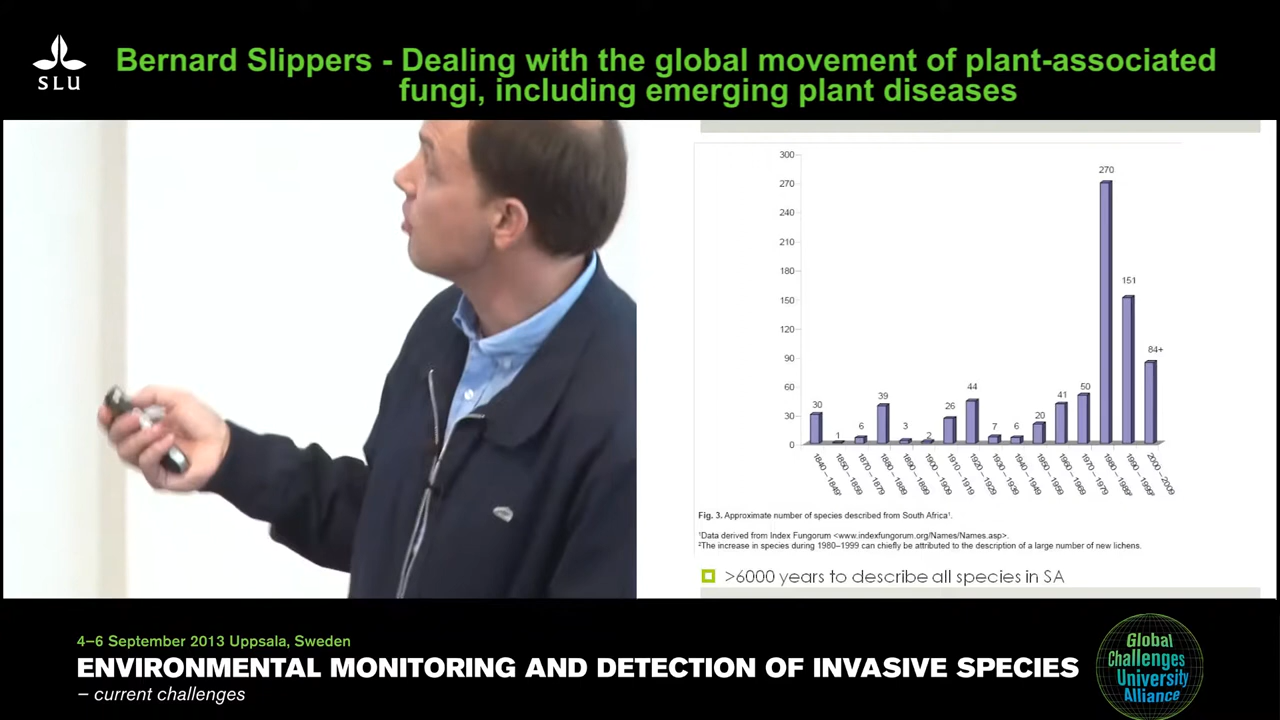 SLU
Bernard Slippers - Dealing with the global movement of plant-associated
fungi, including emerging plant diseases
300
270
240
210
180
150
120
90
60
30
0
30
1
6
39
3
2
26
44
7
6
20
41
50
270
151
84+
1840 – 1849²
1850 – 1859
1870 – 1879
1880 – 1889
1890 – 1899
1900 – 1909
1910 – 1919
1920 – 1929
1930 – 1939
1940 – 1949
1950 – 1959
1960 – 1969
1970 – 1979
1980 – 1989²
1990 – 1999²
2000 – 2009
Fig. 3. Approximate number of species described from South Africa¹.
¹Data derived from Index Fungorum <www.indexfungorum.org/Names/Names.asp>.
²The increase in species during 1980–1999 can chiefly be attributed to the description of a large number of new lichens.
>6000 years to describe all species in SA
4–6 September 2013 Uppsala, Sweden
ENVIRONMENTAL MONITORING AND DETECTION OF INVASIVE SPECIES
– current challenges
Global
Challenges
University
Alliance